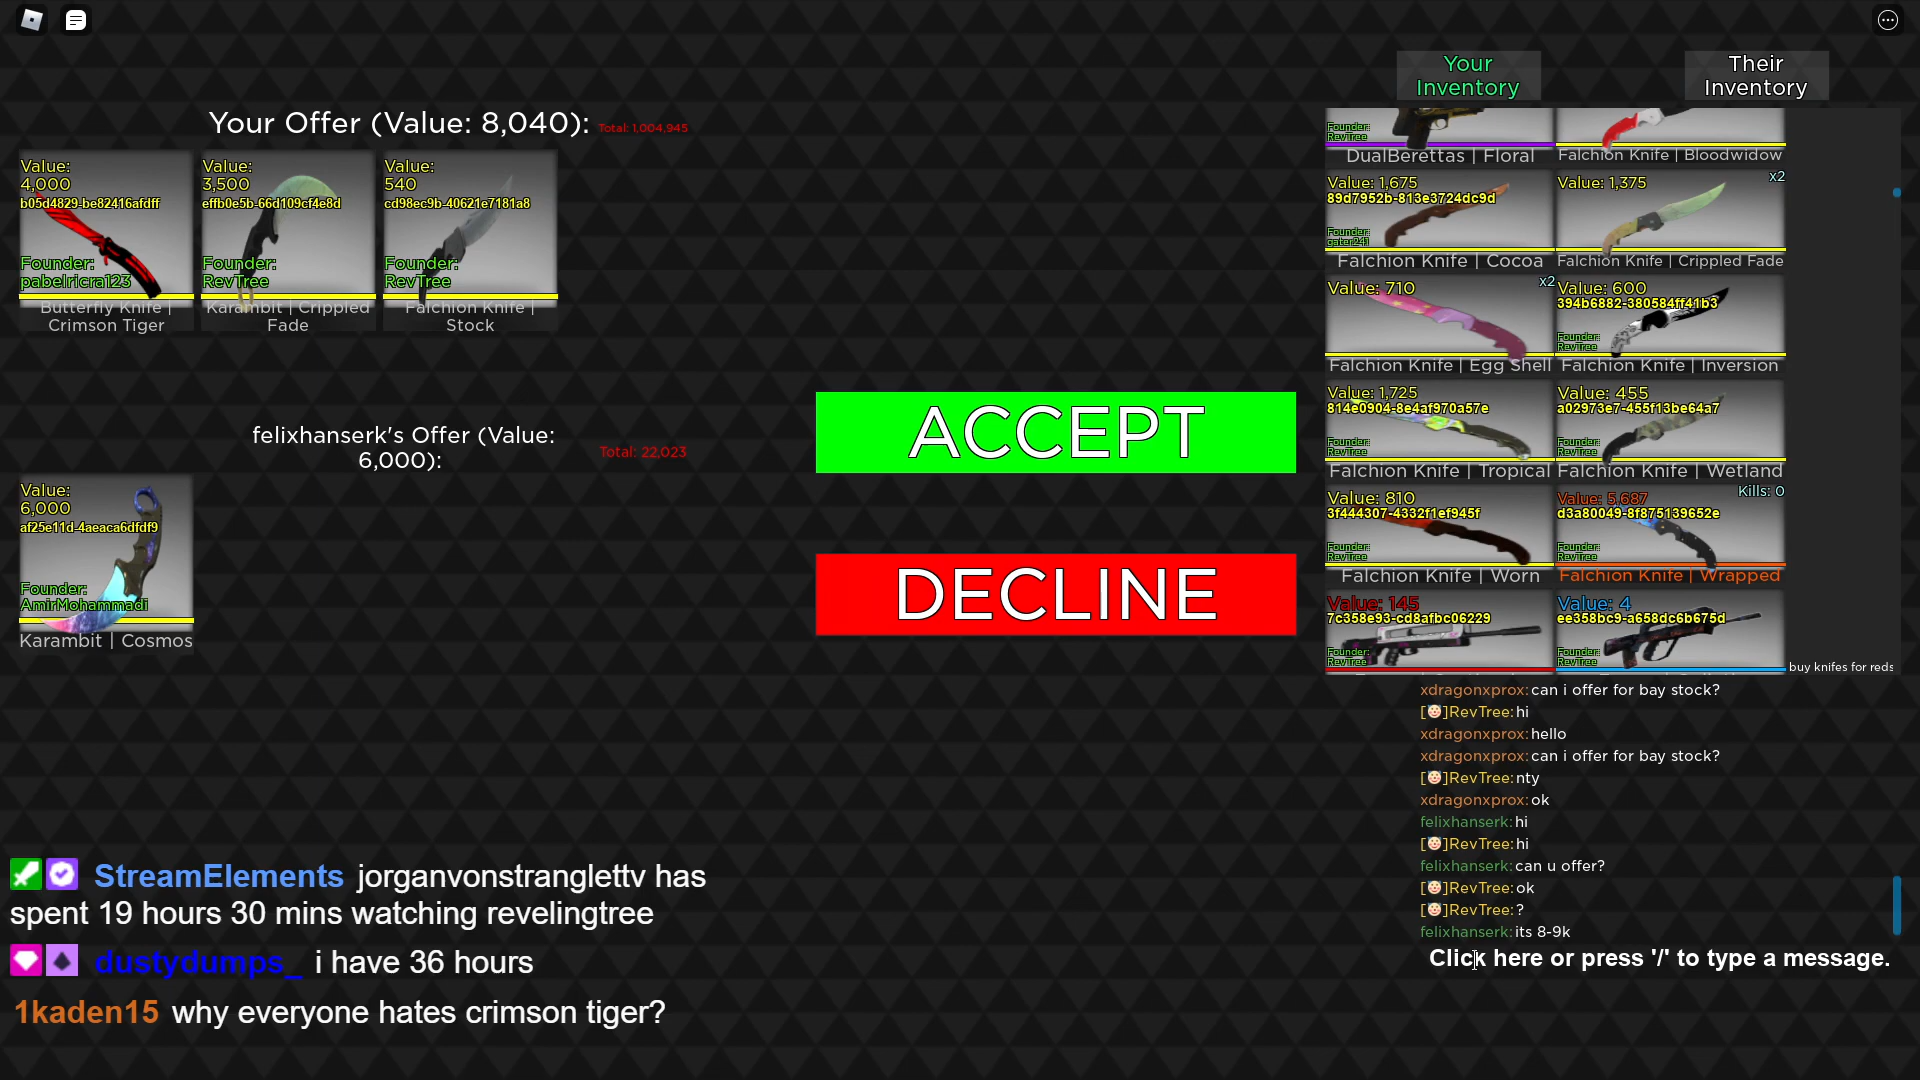 Your Offer (Value: 8,040):
Total: 1,004,945
Value:
4,000
b05d4829-be82416afdff
Founder:
pabelricra123
Butterfly Knife |
Crimson Tiger
Value:
3,500
effb0e5b-66d109cf4e8d
Founder:
RevTree
Karambit | Crippled
Fade
Value:
540
cd98ec9b-40621e7181a8
Founder:
RevTree
Falchion Knife |
Stock
felixhanserk's Offer (Value:
6,000):
Total: 22,023
Value:
6,000
af25e11d-4aeaca6dfdf9
Founder:
AmirMohammadi
Karambit | Cosmos
ACCEPT
DECLINE
Your
Inventory
Their
Inventory
Founder:
RevTree
DualBerettas | Floral
Falchion Knife | Bloodwidow
Value: 1,675
89d7952b-813e3724dc9d
Founder:
gater241
Falchion Knife | Cocoa
Value: 1,375
x2
Falchion Knife | Crippled Fade
Value: 710
x2
Falchion Knife | Egg Shell
Value: 600
394b6882-380584ff41b3
Founder:
RevTree
Falchion Knife | Inversion
Value: 1,725
814e0904-8e4af970a57e
Founder:
RevTree
Falchion Knife | Tropical
Value: 455
a02973e7-455f13be64a7
Founder:
RevTree
Falchion Knife | Wetland
Value: 810
3f444307-4332f1ef945f
Founder:
RevTree
Falchion Knife | Worn
Value: 5,687
Kills: 0
d3a80049-8f875139652e
Founder:
RevTree
Falchion Knife | Wrapped
Value: 145
7c358e93-cd8afbc06229
Founder:
RevTree
Value: 4
ee358bc9-a658dc6b675d
Founder:
RevTree
buy knifes for reds
xdragonxprox: can i offer for bay stock?
[🤡]RevTree: hi
xdragonxprox: hello
xdragonxprox: can i offer for bay stock?
[🤡]RevTree: nty
xdragonxprox: ok
felixhanserk: hi
[🤡]RevTree: hi
felixhanserk: can u offer?
[🤡]RevTree: ok
[🤡]RevTree: ?
felixhanserk: its 8-9k
Click here or press '/' to type a message.
StreamElements jorganvonstranglettv has
spent 19 hours 30 mins watching revelingtree
dustydumps_ i have 36 hours
1kaden15 why everyone hates crimson tiger?